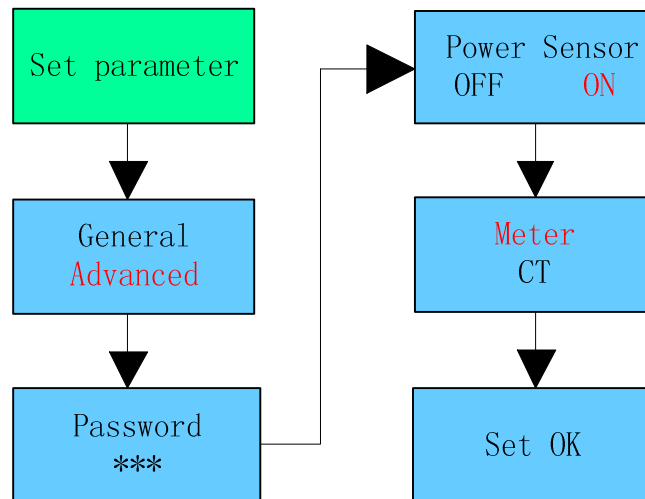 Set parameter
General
Advanced
Password
***
Power Sensor
OFF ON
Meter
CT
Set OK